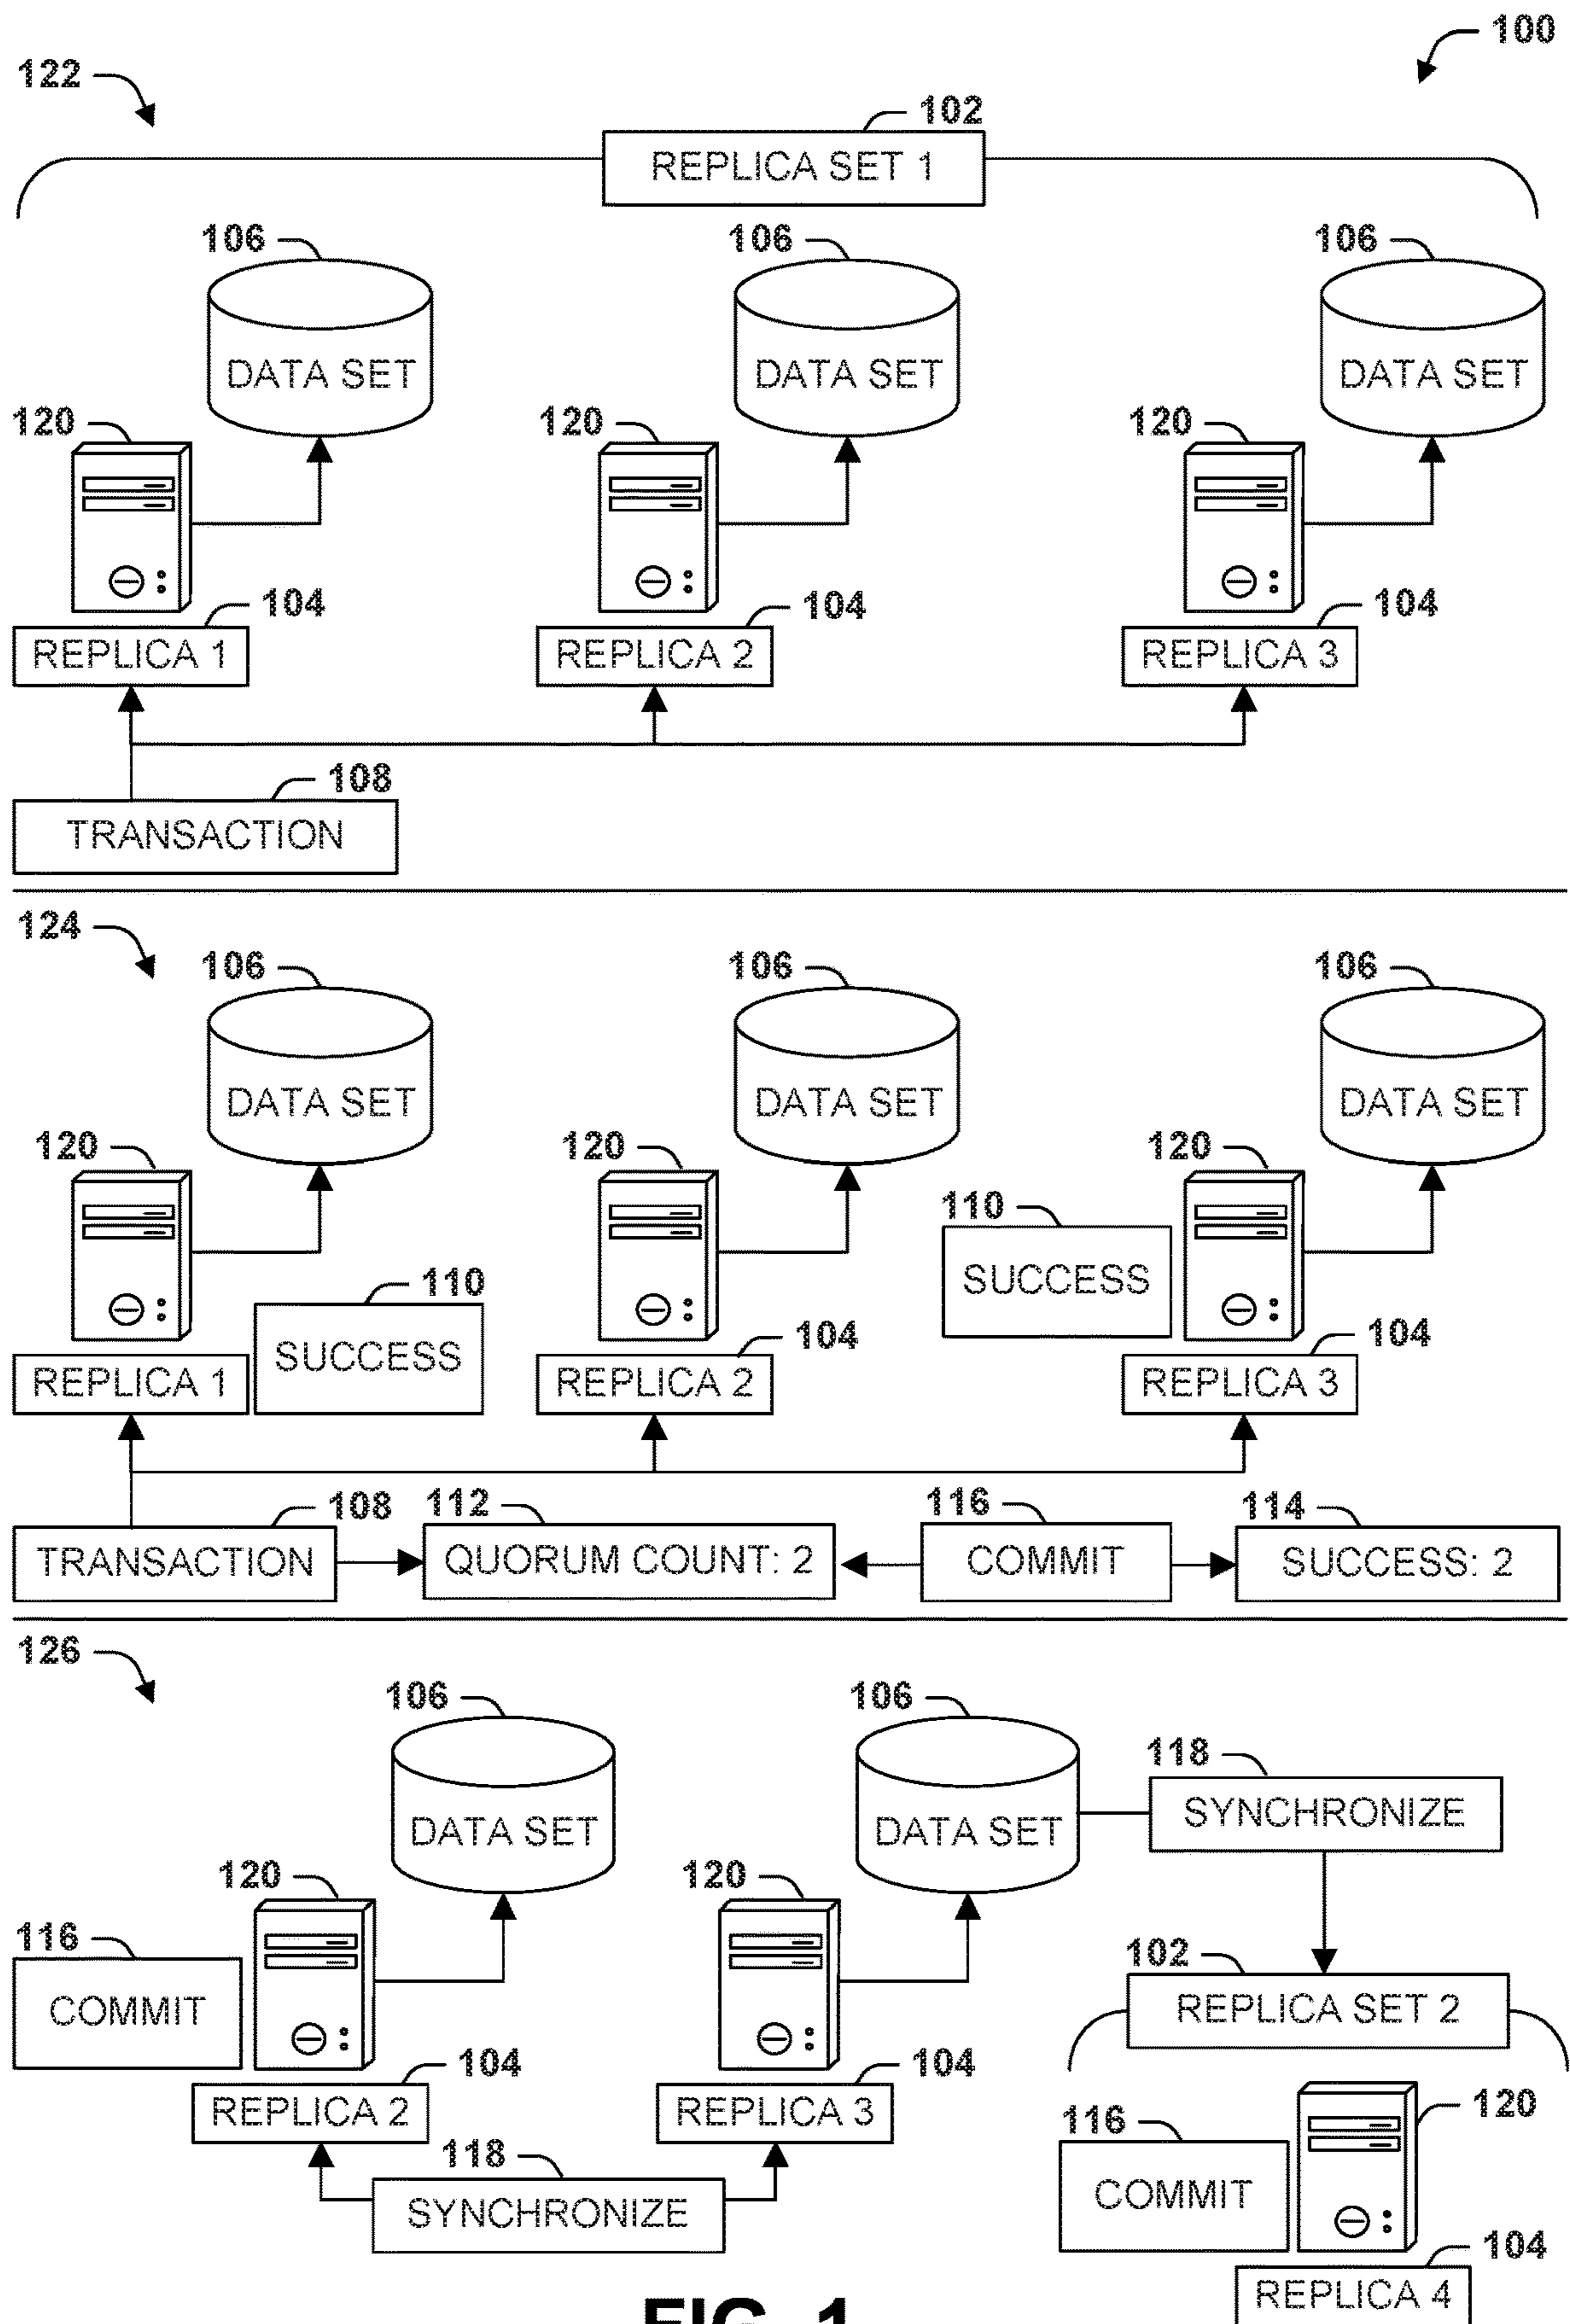 100
122
102
REPLICA SET 1
106 106 106
DATA SET DATA SET DATA SET
120 120 120
104 104 104
REPLICA 1 REPLICA 2 REPLICA 3
108
TRANSACTION
124
106 106 106
DATA SET DATA SET DATA SET
120 120 120
110
SUCCESS
110
SUCCESS
104 104
REPLICA 1 REPLICA 2 REPLICA 3
108 112 116 114
TRANSACTION QUORUM COUNT: 2 COMMIT SUCCESS: 2
126
106 106
DATA SET DATA SET
118
SYNCHRONIZE
120 120
116
COMMIT
102
REPLICA SET 2
104 104
REPLICA 2 REPLICA 3
120
116
COMMIT
118
SYNCHRONIZE
104
REPLICA 4
FIG. 1